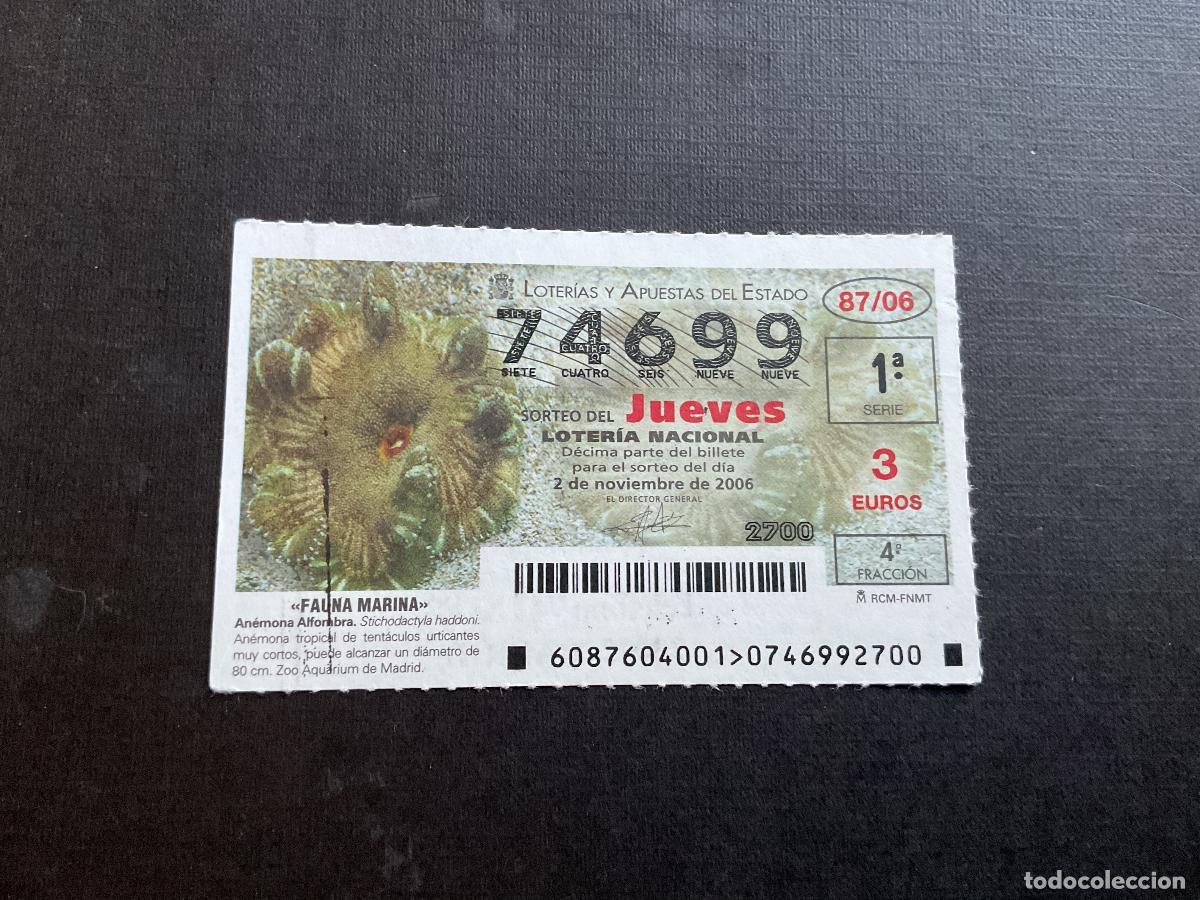 LOTERÍAS Y APUESTAS DEL ESTADO
87/06
74699
SIETE CUATRO SEIS NUEVE NUEVE
1ª
SERIE
SORTEO DEL Jueves
LOTERÍA NACIONAL
Décima parte del billete
para el sorteo del día
2 de noviembre de 2006
EL DIRECTOR GENERAL
3
EUROS
2700
4ª
FRACCIÓN
RCM-FNMT
«FAUNA MARINA»
Anémona Alfombra. Stichodactyla haddoni.
Anémona tropical de tentáculos urticantes
muy cortos, puede alcanzar un diámetro de
80 cm. Zoo Aquarium de Madrid.
6087604001>0746992700
todocoleccion